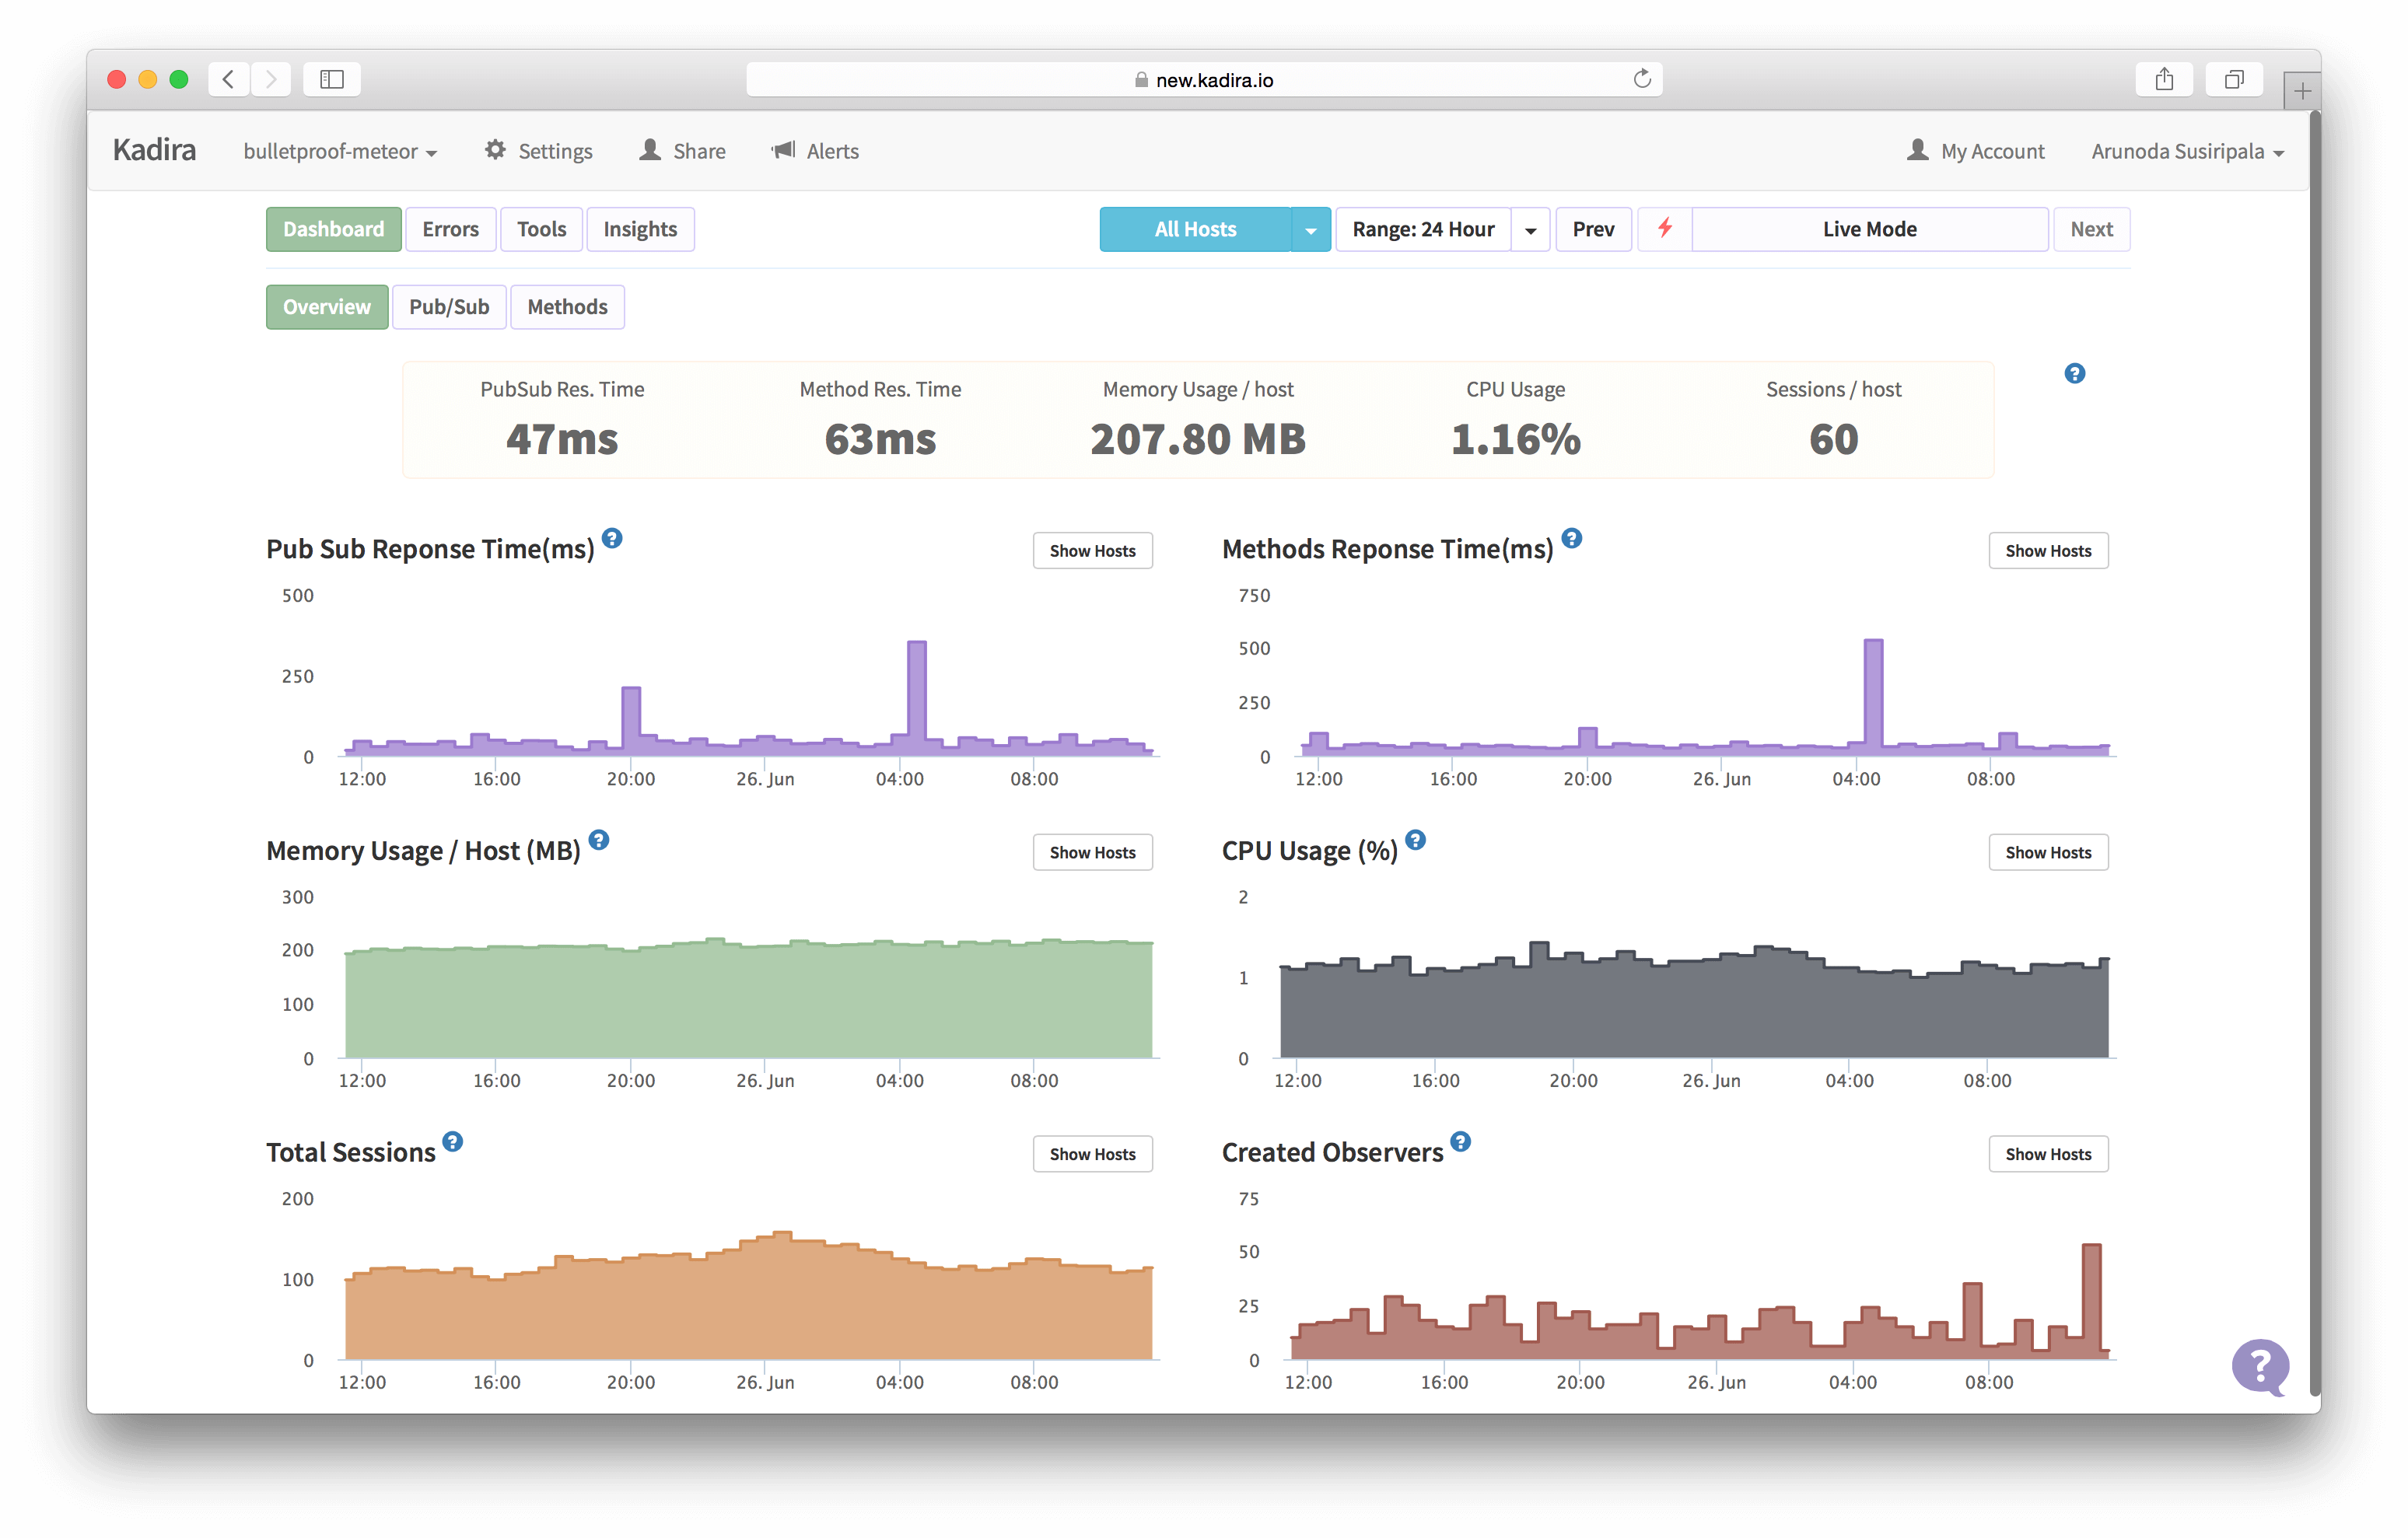 new.kadira.io
Kadira bulletproof-meteor Settings Share Alerts My Account Arunoda Susiripala
Dashboard Errors Tools Insights All Hosts Range: 24 Hour Prev Live Mode Next
Overview Pub/Sub Methods
PubSub Res. Time Method Res. Time Memory Usage / host CPU Usage Sessions / host
47ms 63ms 207.80 MB 1.16% 60
Pub Sub Reponse Time(ms) ? Show Hosts
500
250
0
12:00 16:00 20:00 26. Jun 04:00 08:00
Methods Reponse Time(ms) ? Show Hosts
750
500
250
0
12:00 16:00 20:00 26. Jun 04:00 08:00
Memory Usage / Host (MB) ? Show Hosts
300
200
100
0
12:00 16:00 20:00 26. Jun 04:00 08:00
CPU Usage (%) ? Show Hosts
2
1
0
12:00 16:00 20:00 26. Jun 04:00 08:00
Total Sessions ? Show Hosts
200
100
0
12:00 16:00 20:00 26. Jun 04:00 08:00
Created Observers ? Show Hosts
75
50
25
0
12:00 16:00 20:00 26. Jun 04:00 08:00